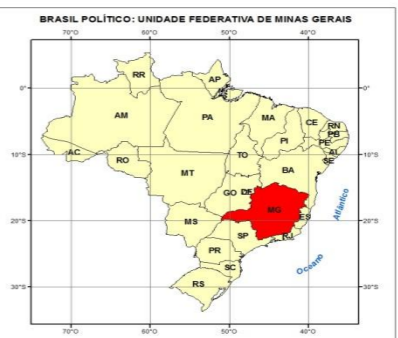 BRASIL POLÍTICO: UNIDADE FEDERATIVA DE MINAS GERAIS
70°O 60°O 50°O 40°O
RR AP
0° 0°
AM PA MA CE RN
PB
PI PE
AC AL
SE
10°S 10°S
RO TO
BA
MT
GO DF
MG
MS ES
20°S 20°S
SP RJ
Atlântico
PR
Oceano
SC
RS
30°S 30°S
70°O 60°O 50°O 40°O